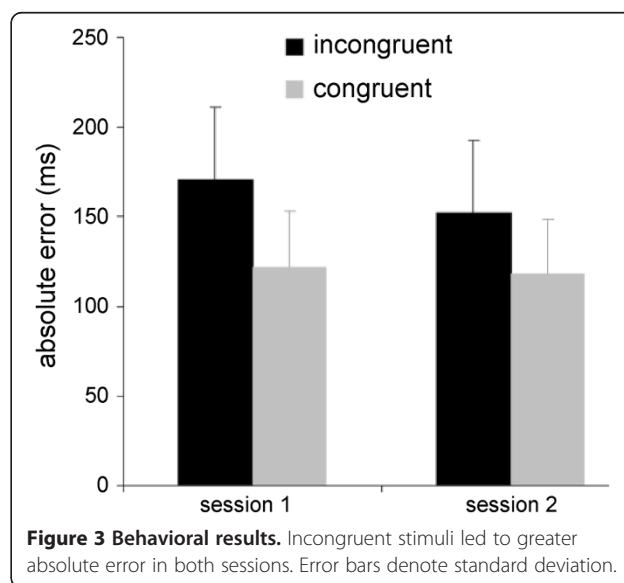 250
incongruent
congruent
200
150
100
50
0
absolute error (ms)
session 1
session 2
Figure 3 Behavioral results. Incongruent stimuli led to greater
absolute error in both sessions. Error bars denote standard deviation.